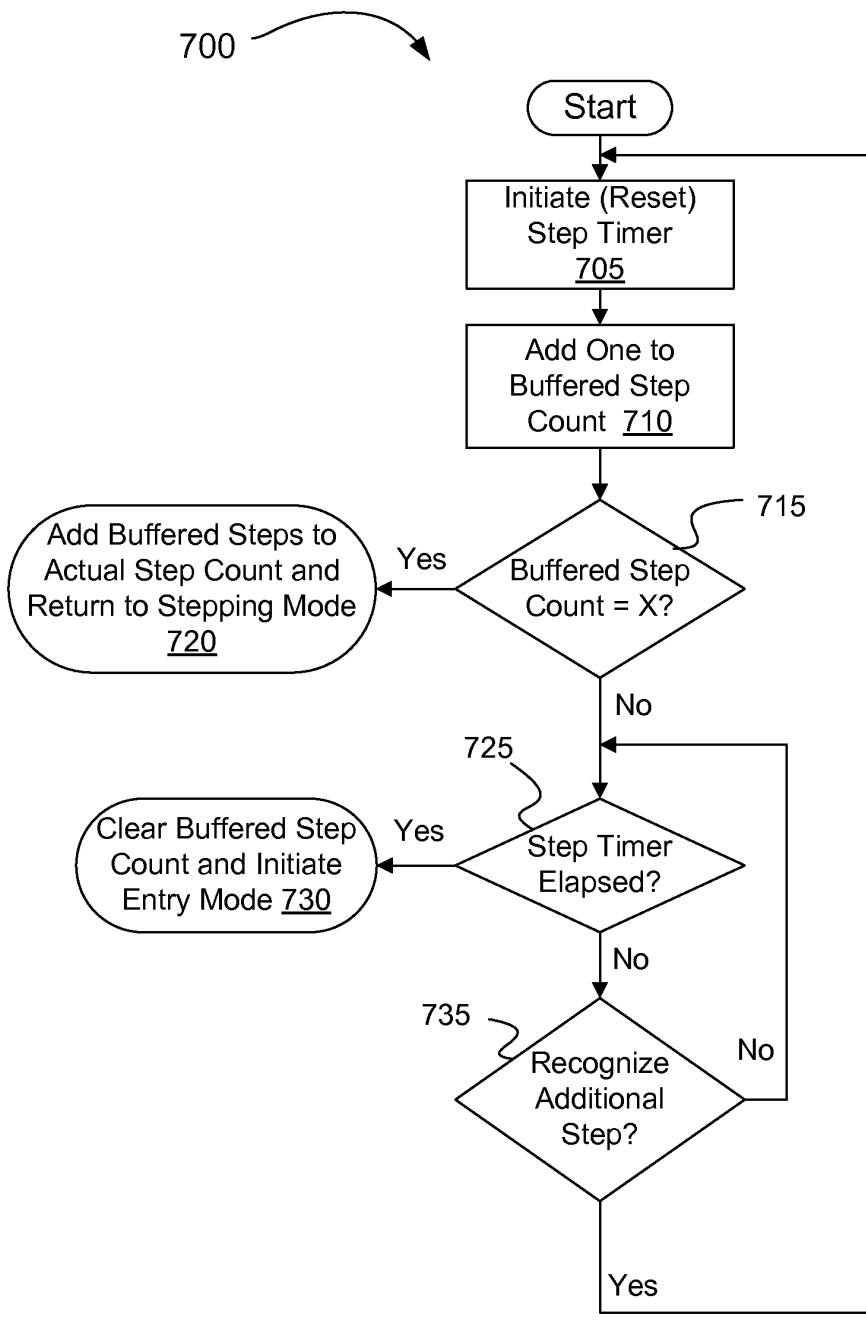 700
Start
Initiate (Reset)
Step Timer
705
Add One to
Buffered Step
Count 710
715
Buffered Step
Count = X?
Yes
Add Buffered Steps to
Actual Step Count and
Return to Stepping Mode
720
No
725
Step Timer
Elapsed?
Yes
Clear Buffered Step
Count and Initiate
Entry Mode 730
No
735
Recognize
Additional
Step?
No
Yes